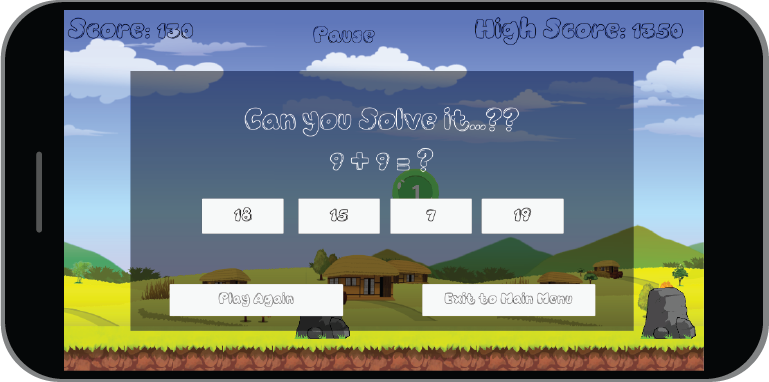 Score: 130
Pause
High Score: 1350
Can you Solve it...??
9 + 9 = ?
1
18
15
7
19
Play Again
Exit to Main Menu